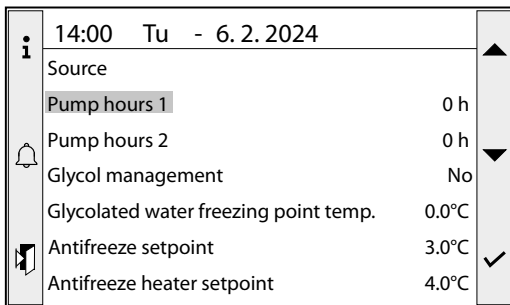 14:00 Tu - 6. 2. 2024
Source
Pump hours 1 0 h
Pump hours 2 0 h
Glycol management No
Glycolated water freezing point temp. 0.0°C
Antifreeze setpoint 3.0°C
Antifreeze heater setpoint 4.0°C